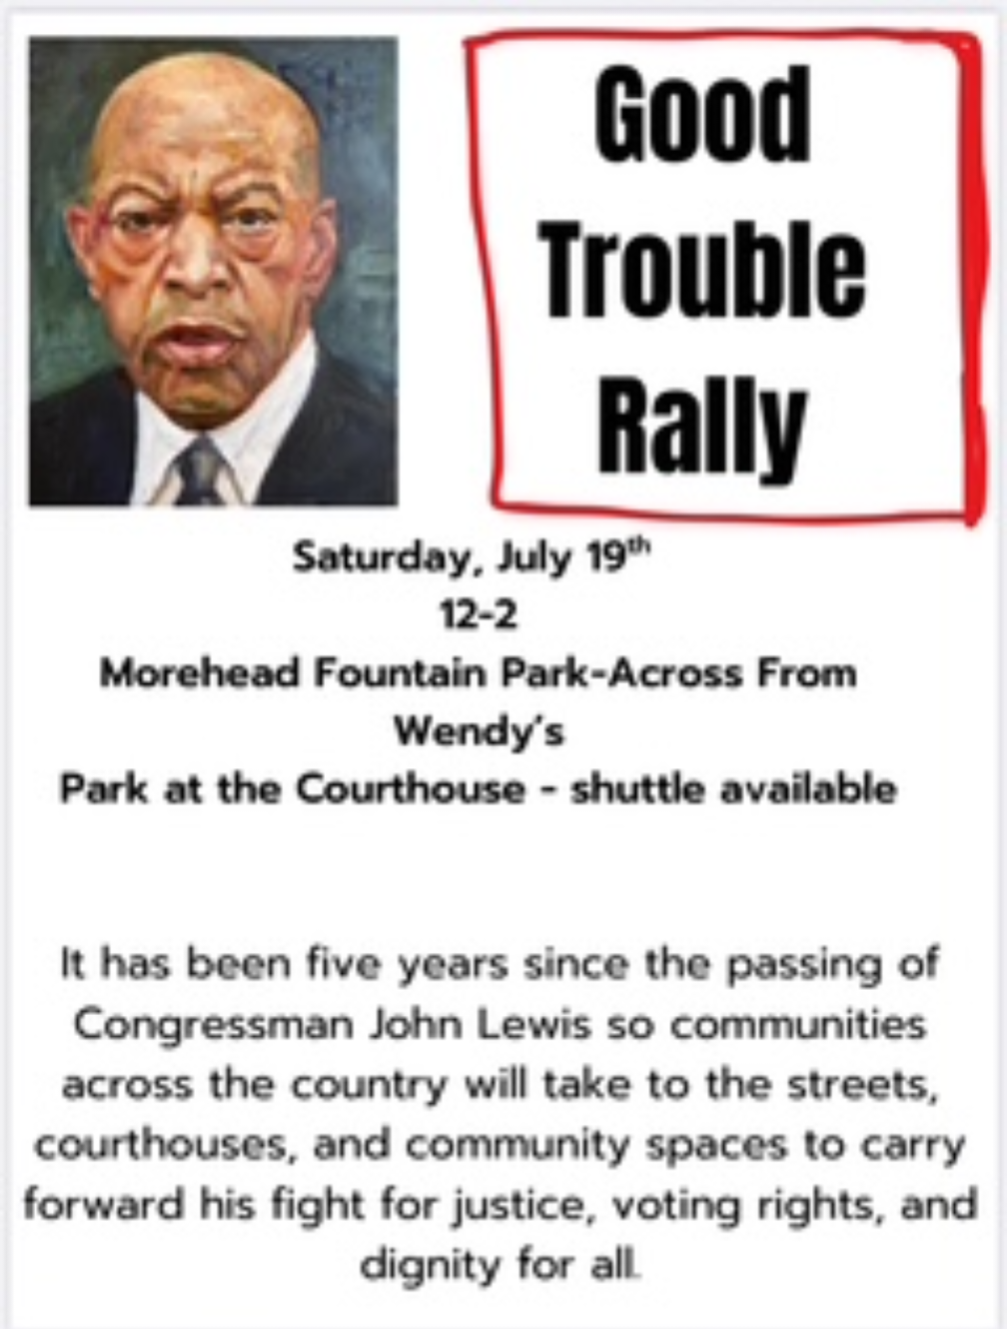 Good
Trouble
Rally
Saturday, July 19th
12-2
Morehead Fountain Park-Across From
Wendy's
Park at the Courthouse - shuttle available
It has been five years since the passing of
Congressman John Lewis so communities
across the country will take to the streets,
courthouses, and community spaces to carry
forward his fight for justice, voting rights, and
dignity for all.